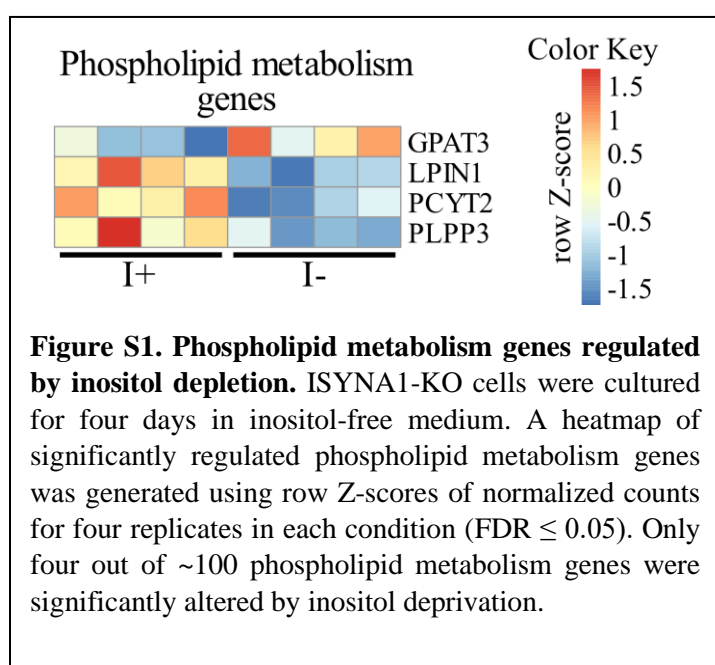 Phospholipid metabolism
genes
Color Key
GPAT3
LPIN1
PCYT2
PLPP3
I+
I-
row Z-score
1.5
1
0.5
0
-0.5
-1
-1.5
Figure S1. Phospholipid metabolism genes regulated
by inositol depletion. ISYNA1-KO cells were cultured
for four days in inositol-free medium. A heatmap of
significantly regulated phospholipid metabolism genes
was generated using row Z-scores of normalized counts
for four replicates in each condition (FDR ≤ 0.05). Only
four out of ~100 phospholipid metabolism genes were
significantly altered by inositol deprivation.